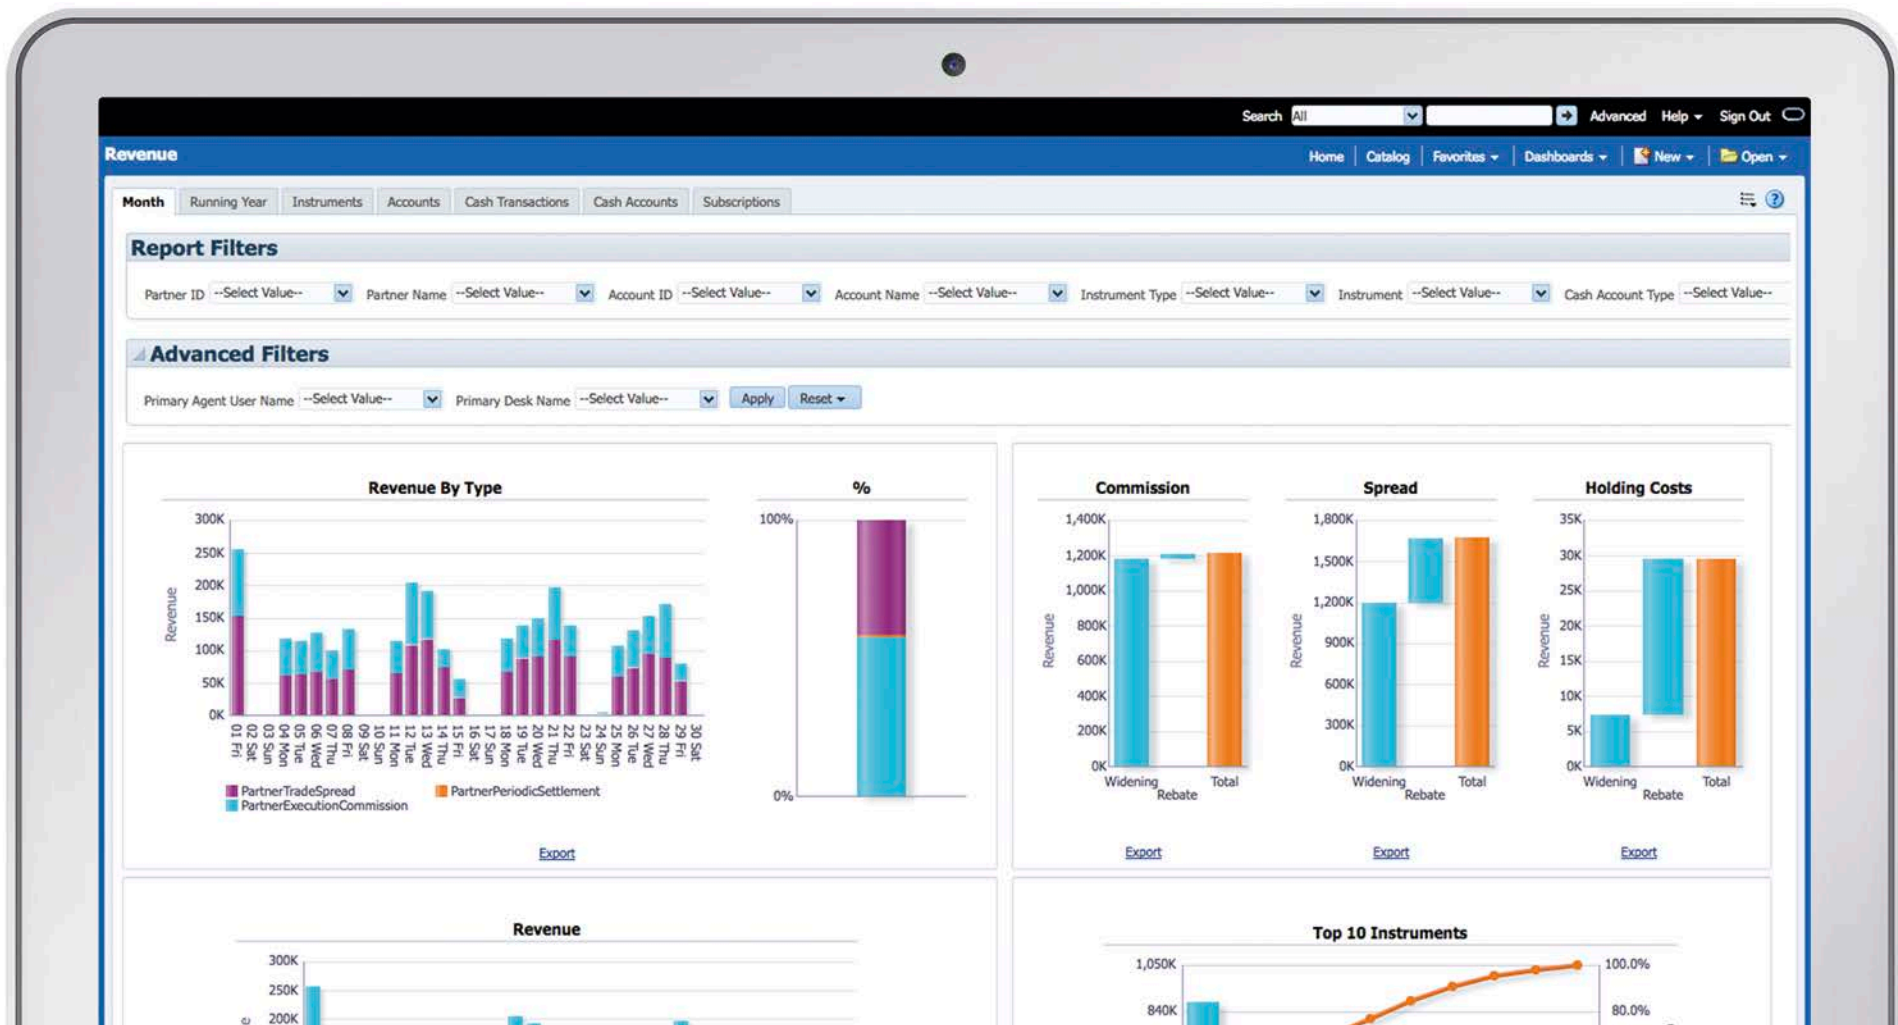 Search All Advanced Help Sign Out
Revenue Home Catalog Favorites Dashboards New Open
Month Running Year Instruments Accounts Cash Transactions Cash Accounts Subscriptions
Report Filters
Partner ID --Select Value-- Partner Name --Select Value-- Account ID --Select Value-- Account Name --Select Value-- Instrument Type --Select Value-- Instrument --Select Value-- Cash Account Type --Select Value--
Advanced Filters
Primary Agent User Name --Select Value-- Primary Desk Name --Select Value-- Apply Reset
Revenue By Type
300K
250K
200K
150K
100K
50K
0K
Revenue
01 Fri
02 Sat
03 Sun
04 Mon
05 Tue
06 Wed
07 Thu
08 Fri
09 Sat
10 Sun
11 Mon
12 Tue
13 Wed
14 Thu
15 Fri
16 Sat
17 Sun
18 Mon
19 Tue
20 Wed
21 Thu
22 Fri
23 Sat
24 Sun
25 Mon
26 Tue
27 Wed
28 Thu
29 Fri
30 Sat
PartnerTradeSpread PartnerPeriodicSettlement
PartnerExecutionCommission
%
100%
0%
Export
Commission
1,400K
1,200K
1,000K
800K
600K
400K
200K
0K
Revenue
Widening Rebate Total
Export
Spread
1,800K
1,500K
1,200K
900K
600K
300K
0K
Revenue
Widening Rebate Total
Export
Holding Costs
35K
30K
25K
20K
15K
10K
5K
0K
Revenue
Widening Rebate Total
Export
Revenue
300K
250K
200K
Top 10 Instruments
1,050K
840K
100.0%
80.0%